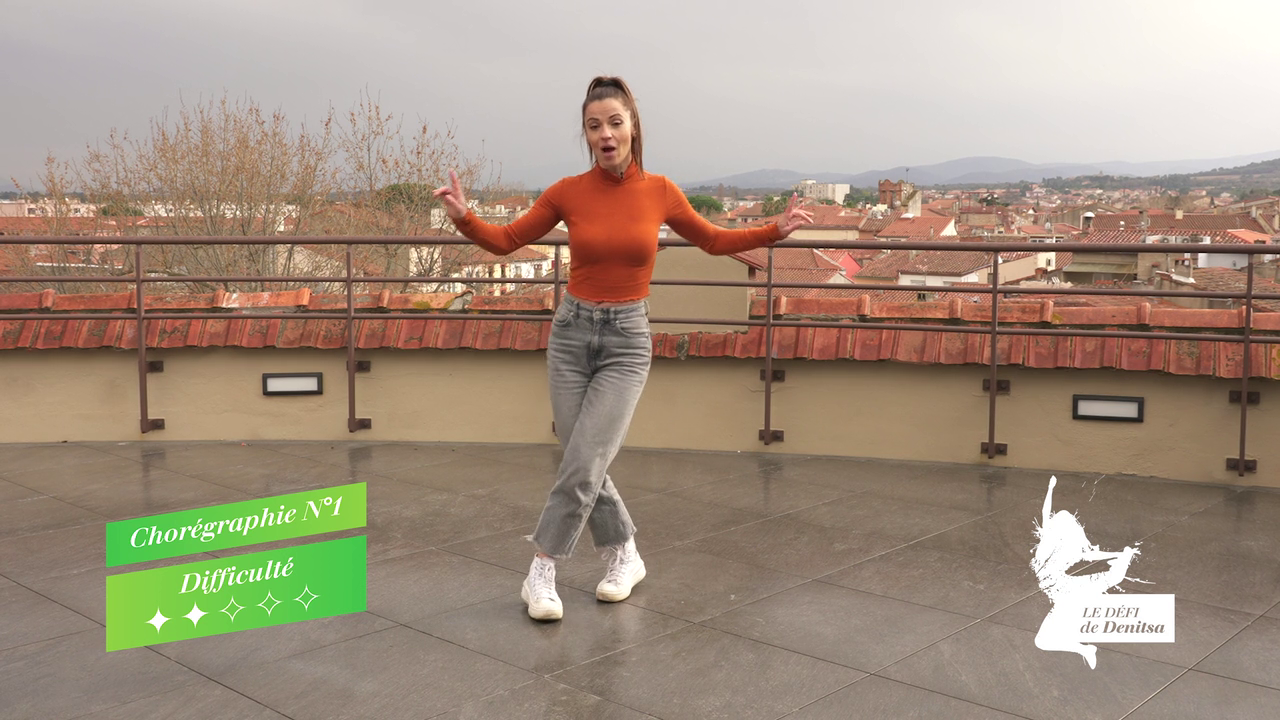 Chorégraphie N°1
Difficulté
LE DÉFI
de Denitsa